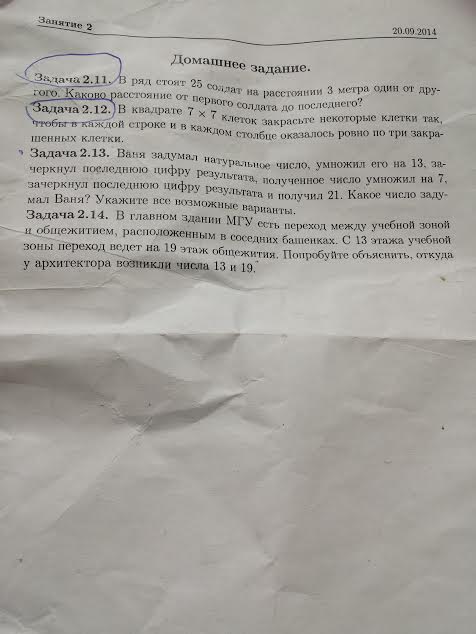 Занятие 2
20.09.2014
Домашнее задание.
Задача 2.11. В ряд стоят 25 солдат на расстоянии 3 метра один от дру-
гого. Каково расстояние от первого солдата до последнего?
Задача 2.12. В квадрате 7 × 7 клеток закрасьте некоторые клетки так,
чтобы в каждой строке и в каждом столбце оказалось ровно по три закра-
шенных клетки.
Задача 2.13. Ваня задумал натуральное число, умножил его на 13, за-
черкнул последнюю цифру результата, полученное число умножил на 7,
зачеркнул последнюю цифру результата и получил 21. Какое число заду-
мал Ваня? Укажите все возможные варианты.
Задача 2.14. В главном здании МГУ есть переход между учебной зоной
и общежитием, расположенным в соседних башенках. С 13 этажа учебной
зоны переход ведет на 19 этаж общежития. Попробуйте объяснить, откуда
у архитектора возникли числа 13 и 19.